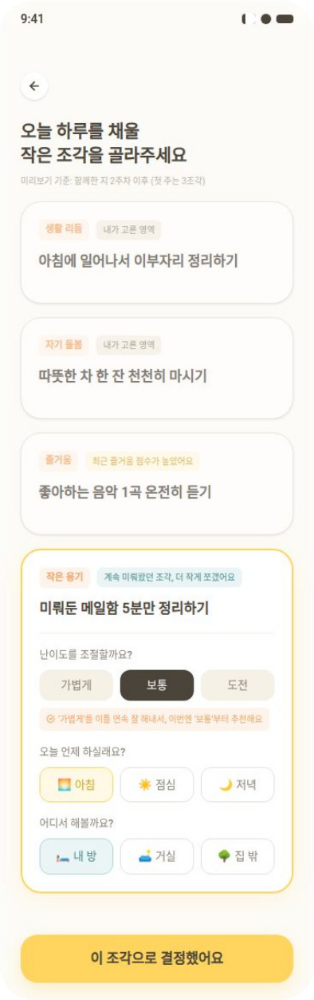 9:41
오늘 하루를 채울
작은 조각을 골라주세요
미리보기 기준: 함께한 지 2주차 이후 (첫 주는 3조각)
생활 리듬 내가 고른 영역
아침에 일어나서 이부자리 정리하기
자기 돌봄 내가 고른 영역
따뜻한 차 한 잔 천천히 마시기
즐거움 최근 즐거움 점수가 높았어요
좋아하는 음악 1곡 온전히 듣기
작은 용기 계속 미뤄왔던 조각, 더 작게 쪼갰어요
미뤄둔 메일함 5분만 정리하기
난이도를 조절할까요?
가볍게 보통 도전
'가볍게'를 이틀 연속 잘 해내서, 이번엔 '보통'부터 추천해요
오늘 언제 하실래요?
아침 점심 저녁
어디서 해볼까요?
내 방 거실 집 밖
이 조각으로 결정했어요